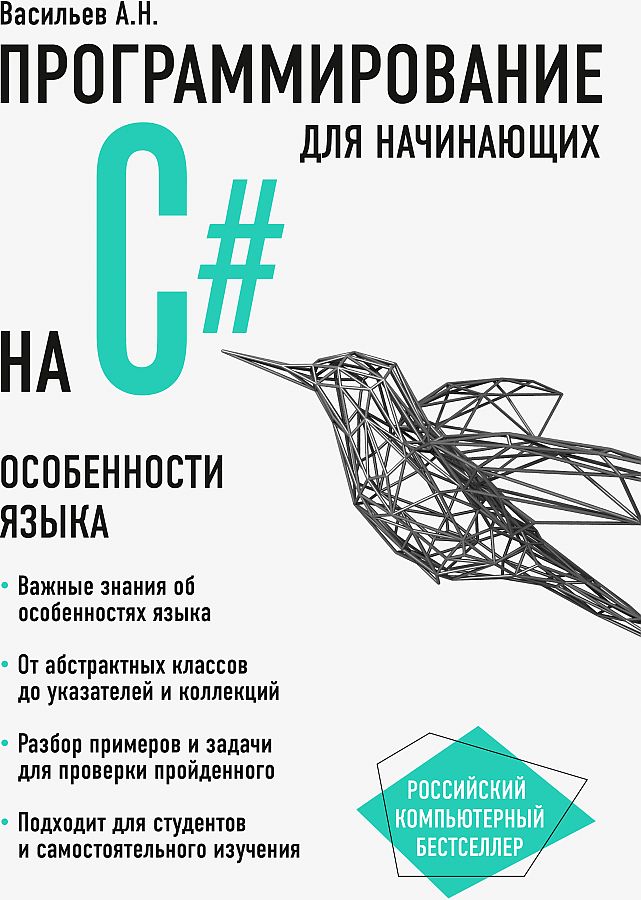 Васильев А.Н.
ПРОГРАММИРОВАНИЕ
ДЛЯ НАЧИНАЮЩИХ
НА C#
ОСОБЕННОСТИ
ЯЗЫКА
• Важные знания об
особенностях языка
• От абстрактных классов
до указателей и коллекций
• Разбор примеров и задачи
для проверки пройденного
• Подходит для студентов
и самостоятельного изучения
РОССИЙСКИЙ
КОМПЬЮТЕРНЫЙ
БЕСТСЕЛЛЕР